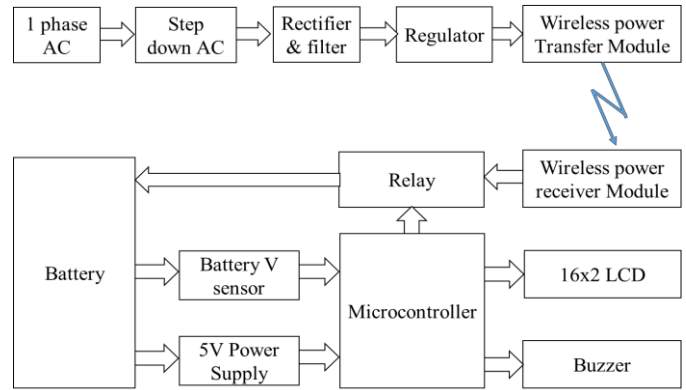 1 phase
AC
Step
down AC
Rectifier
& filter
Regulator
Wireless power
Transfer Module
Battery
Relay
Wireless power
receiver Module
Battery V
sensor
Microcontroller
16x2 LCD
5V Power
Supply
Buzzer